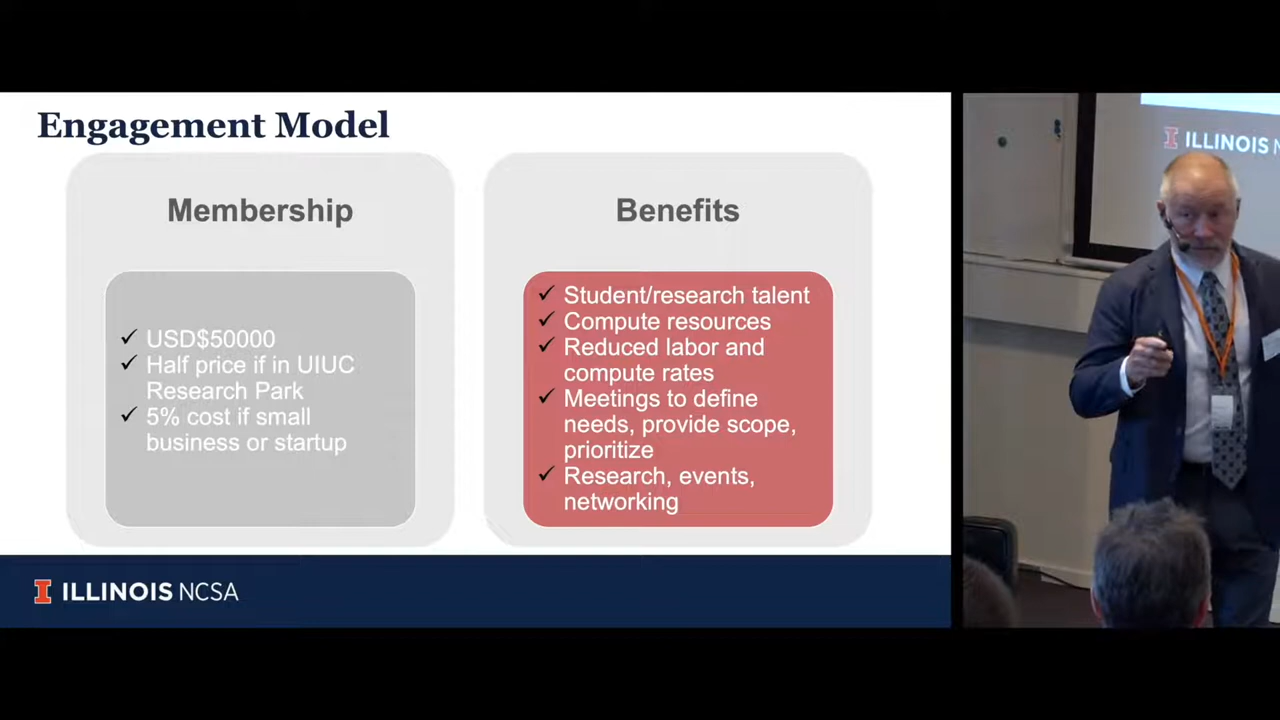 Engagement Model
Membership
USD$50000
Half price if in UIUC
Research Park
5% cost if small
business or startup
Benefits
Student/research talent
Compute resources
Reduced labor and
compute rates
Meetings to define
needs, provide scope,
prioritize
Research, events,
networking
ILLINOIS NCSA
ILLINOIS N